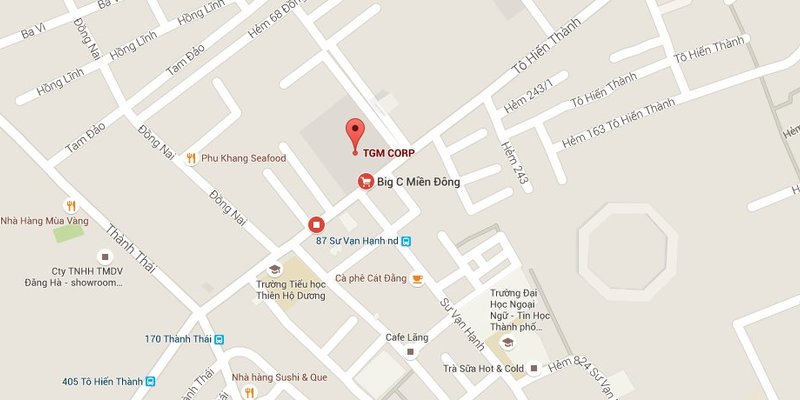 Ba Vì
Đồng Nai
Hồng Lĩnh
Hồng Lĩnh
Tam Đảo
Hẻm 68 Đồng
Tô Hiến Thành
Tô Hiến Thành
Hẻm 243/1
Tô Hiến Thành
Hẻm 163 Tô Hiến Thành
Hẻm 243
Tam Đảo
Đồng Nai
Phu Khang Seafood
TGM CORP
Big C Miền Đông
Đồng Nai
Nhà Hàng Mùa Vàng
Thành Thái
87 Sư Vạn Hạnh nd
Cty TNHH TMDV
Đăng Hà - showroom...
Trường Tiểu học
Thiên Hộ Dương
Cà phê Cát Đằng
Sư Vạn Hạnh
Trường Đại
Học Ngoại
Ngữ - Tin Học
Thành phố...
170 Thành Thái
Cafe Lăng
Trà Sữa Hot & Cold
Hẻm 824 Sư Vạn
405 Tô Hiến Thành
Nhà hàng Sushi & Que